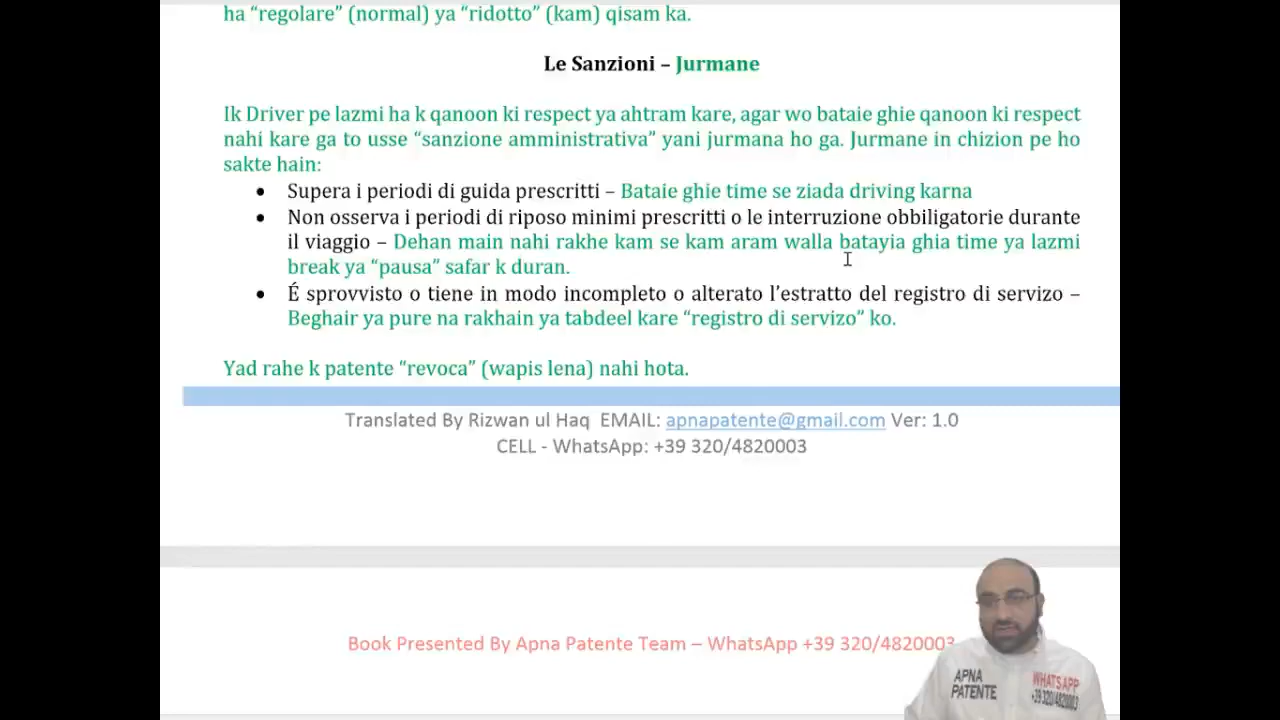 ha “regolare” (normal) ya “ridotto” (kam) qisam ka.
Le Sanzioni – Jurmane
Ik Driver pe lazmi ha k qanoon ki respect ya ahtram kare, agar wo bataie ghie qanoon ki respect
nahi kare ga to usse “sanzione amministrativa” yani jurmana ho ga. Jurmane in chizion pe ho
sakte hain:
• Supera i periodi di guida prescritti – Bataie ghie time se ziada driving karna
• Non osserva i periodi di riposo minimi prescritti o le interruzione obbiligatorie durante
il viaggio – Dehan main nahi rakhe kam se kam aram walla batayia ghia time ya lazmi
break ya “pausa” safar k duran.
• É sprovvisto o tiene in modo incompleto o alterato l’estratto del registro di servizo –
Beghair ya pure na rakhain ya tabdeel kare “registro di servizo” ko.
Yad rahe k patente “revoca” (wapis lena) nahi hota.
Translated By Rizwan ul Haq EMAIL: apnapatente@gmail.com Ver: 1.0
CELL - WhatsApp: +39 320/4820003
Book Presented By Apna Patente Team – WhatsApp +39 320/4820003
APNA
PATENTE
WHATSAPP
+39 320/4820003